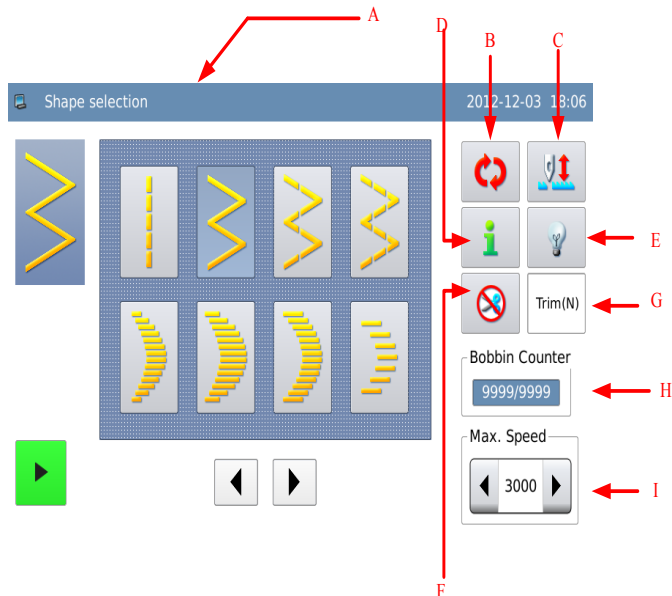 A
D
B
C
Shape selection
2012-12-03 18:06
E
Trim(N)
G
Bobbin Counter
9999/9999
H
Max. Speed
3000
I
F